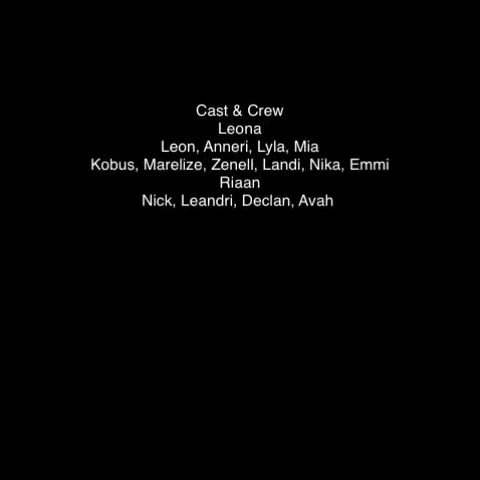 Cast & Crew
Leona
Leon, Anneri, Lyla, Mia
Kobus, Marelize, Zenell, Landi, Nika, Emmi
Riaan
Nick, Leandri, Declan, Avah